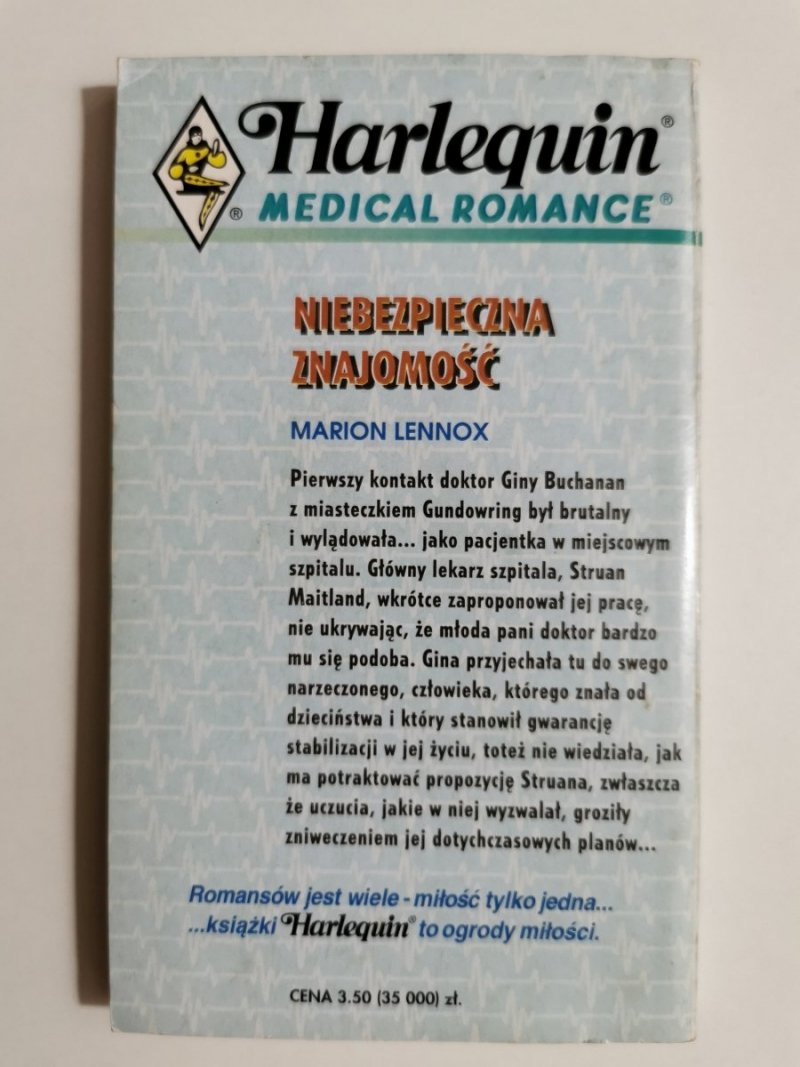 Harlequin®
® MEDICAL ROMANCE®
NIEBEZPIECZNA
ZNAJOMOŚĆ
MARION LENNOX
Pierwszy kontakt doktor Giny Buchanan
z miasteczkiem Gundowring był brutalny
i wylądowała... jako pacjentka w miejscowym
szpitalu. Główny lekarz szpitala, Struan
Maitland, wkrótce zaproponował jej pracę,
nie ukrywając, że młoda pani doktor bardzo
mu się podoba. Gina przyjechała tu do swego
narzeczonego, człowieka, którego znała od
dzieciństwa i który stanowił gwarancję
stabilizacji w jej życiu, toteż nie wiedziała, jak
ma potraktować propozycję Struana, zwłaszcza
że uczucia, jakie w niej wyzwalał, groziły
zniweczeniem jej dotychczasowych planów...
Romansów jest wiele - miłość tylko jedna...
...książki Harlequin® to ogrody miłości.
CENA 3.50 (35 000) zł.